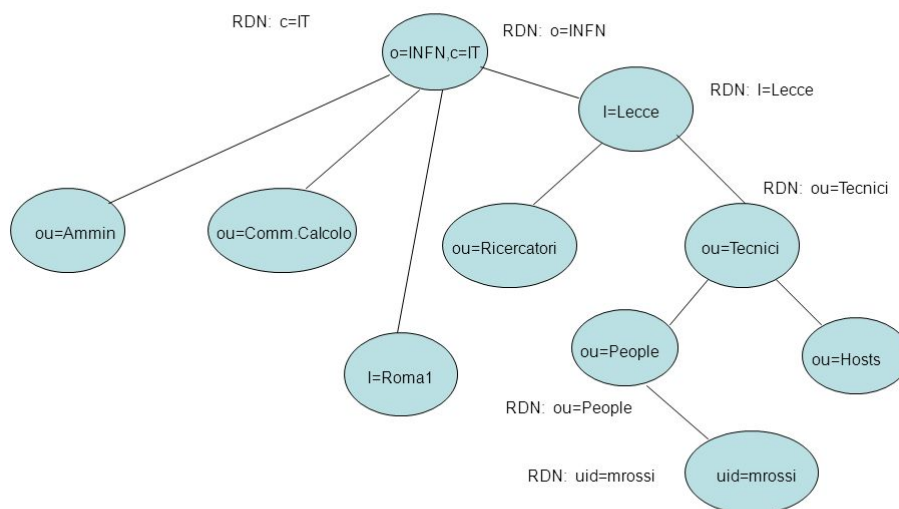 RDN: c=IT
RDN: o=INFN
o=INFN,c=IT
RDN: l=Lecce
l=Lecce
RDN: ou=Tecnici
ou=Ammin
ou=Comm.Calcolo
ou=Ricercatori
ou=Tecnici
ou=People
ou=Hosts
l=Roma1
RDN: ou=People
RDN: uid=mrossi
uid=mrossi